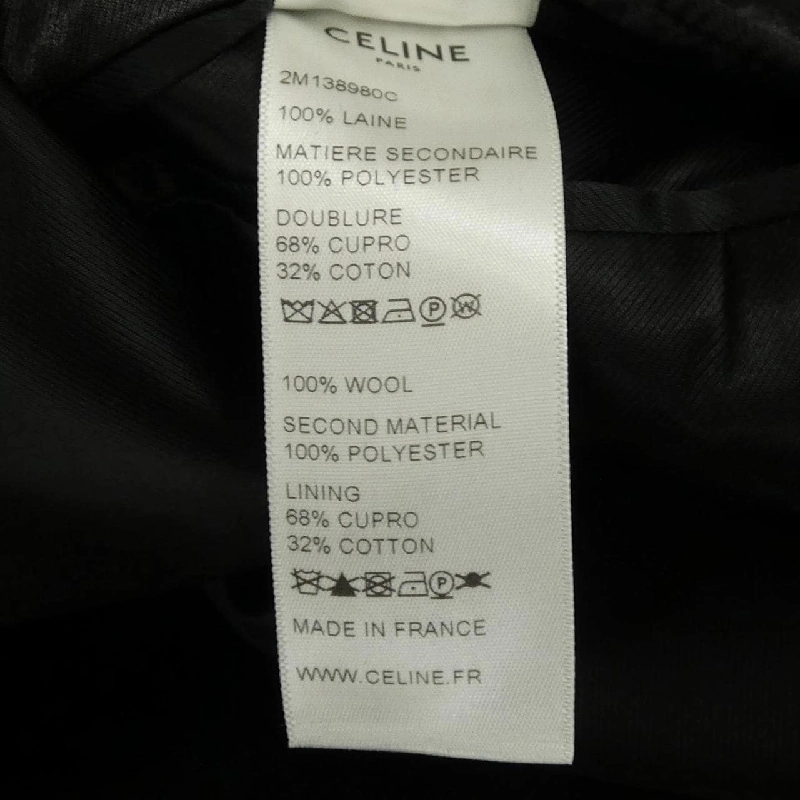 CELINE
PARIS
2M138980C
100% LAINE
MATIERE SECONDAIRE
100% POLYESTER
DOUBLURE
68% CUPRO
32% COTON
P W
100% WOOL
SECOND MATERIAL
100% POLYESTER
LINING
68% CUPRO
32% COTTON
P
MADE IN FRANCE
WWW.CELINE.FR